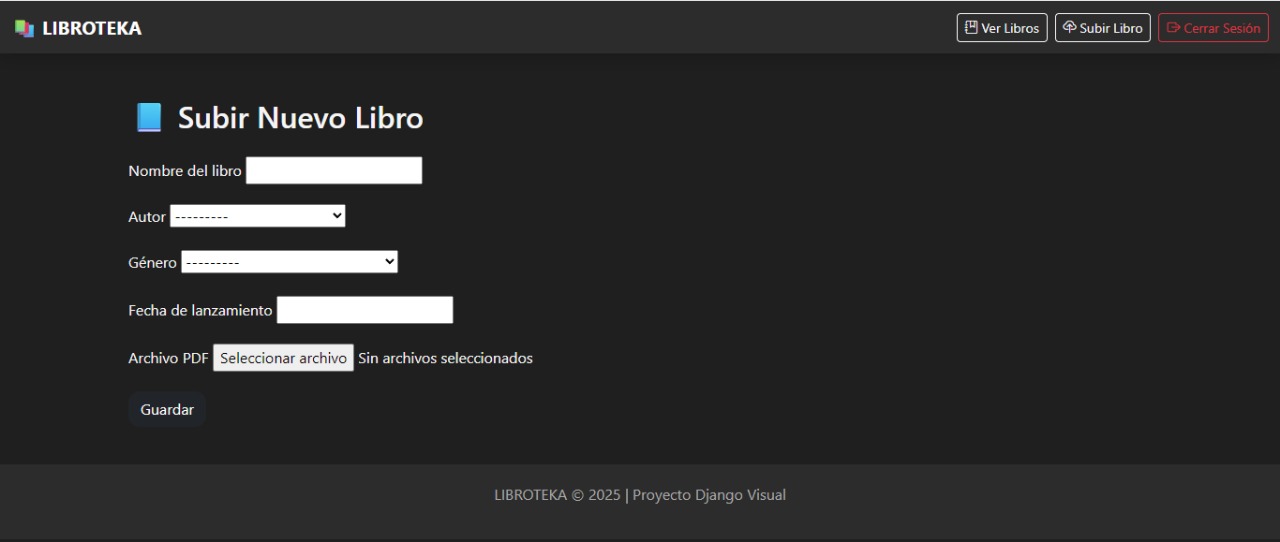 LIBROTEKA
Ver Libros
Subir Libro
Cerrar Sesión
Subir Nuevo Libro
Nombre del libro
Autor ---------
Género ---------
Fecha de lanzamiento
Archivo PDF Seleccionar archivo Sin archivos seleccionados
Guardar
LIBROTEKA © 2025 | Proyecto Django Visual